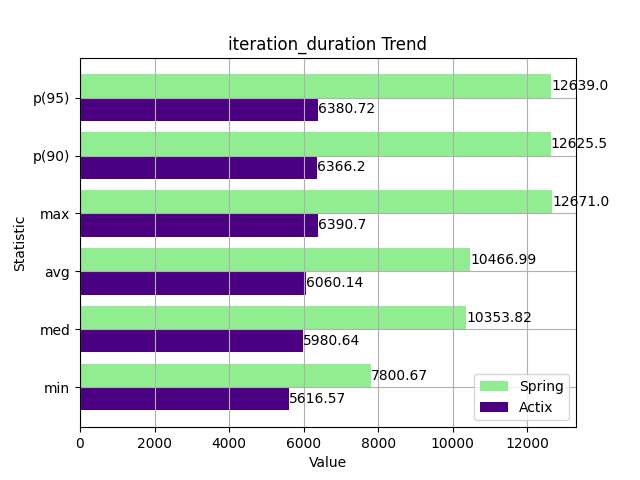 iteration_duration Trend
Statistic
p(95)
12639.0
6380.72
p(90)
12625.5
6366.2
max
12671.0
6390.7
avg
10466.99
6060.14
med
10353.82
5980.64
min
7800.67
5616.57
Spring
Actix
0 2000 4000 6000 8000 10000 12000
Value